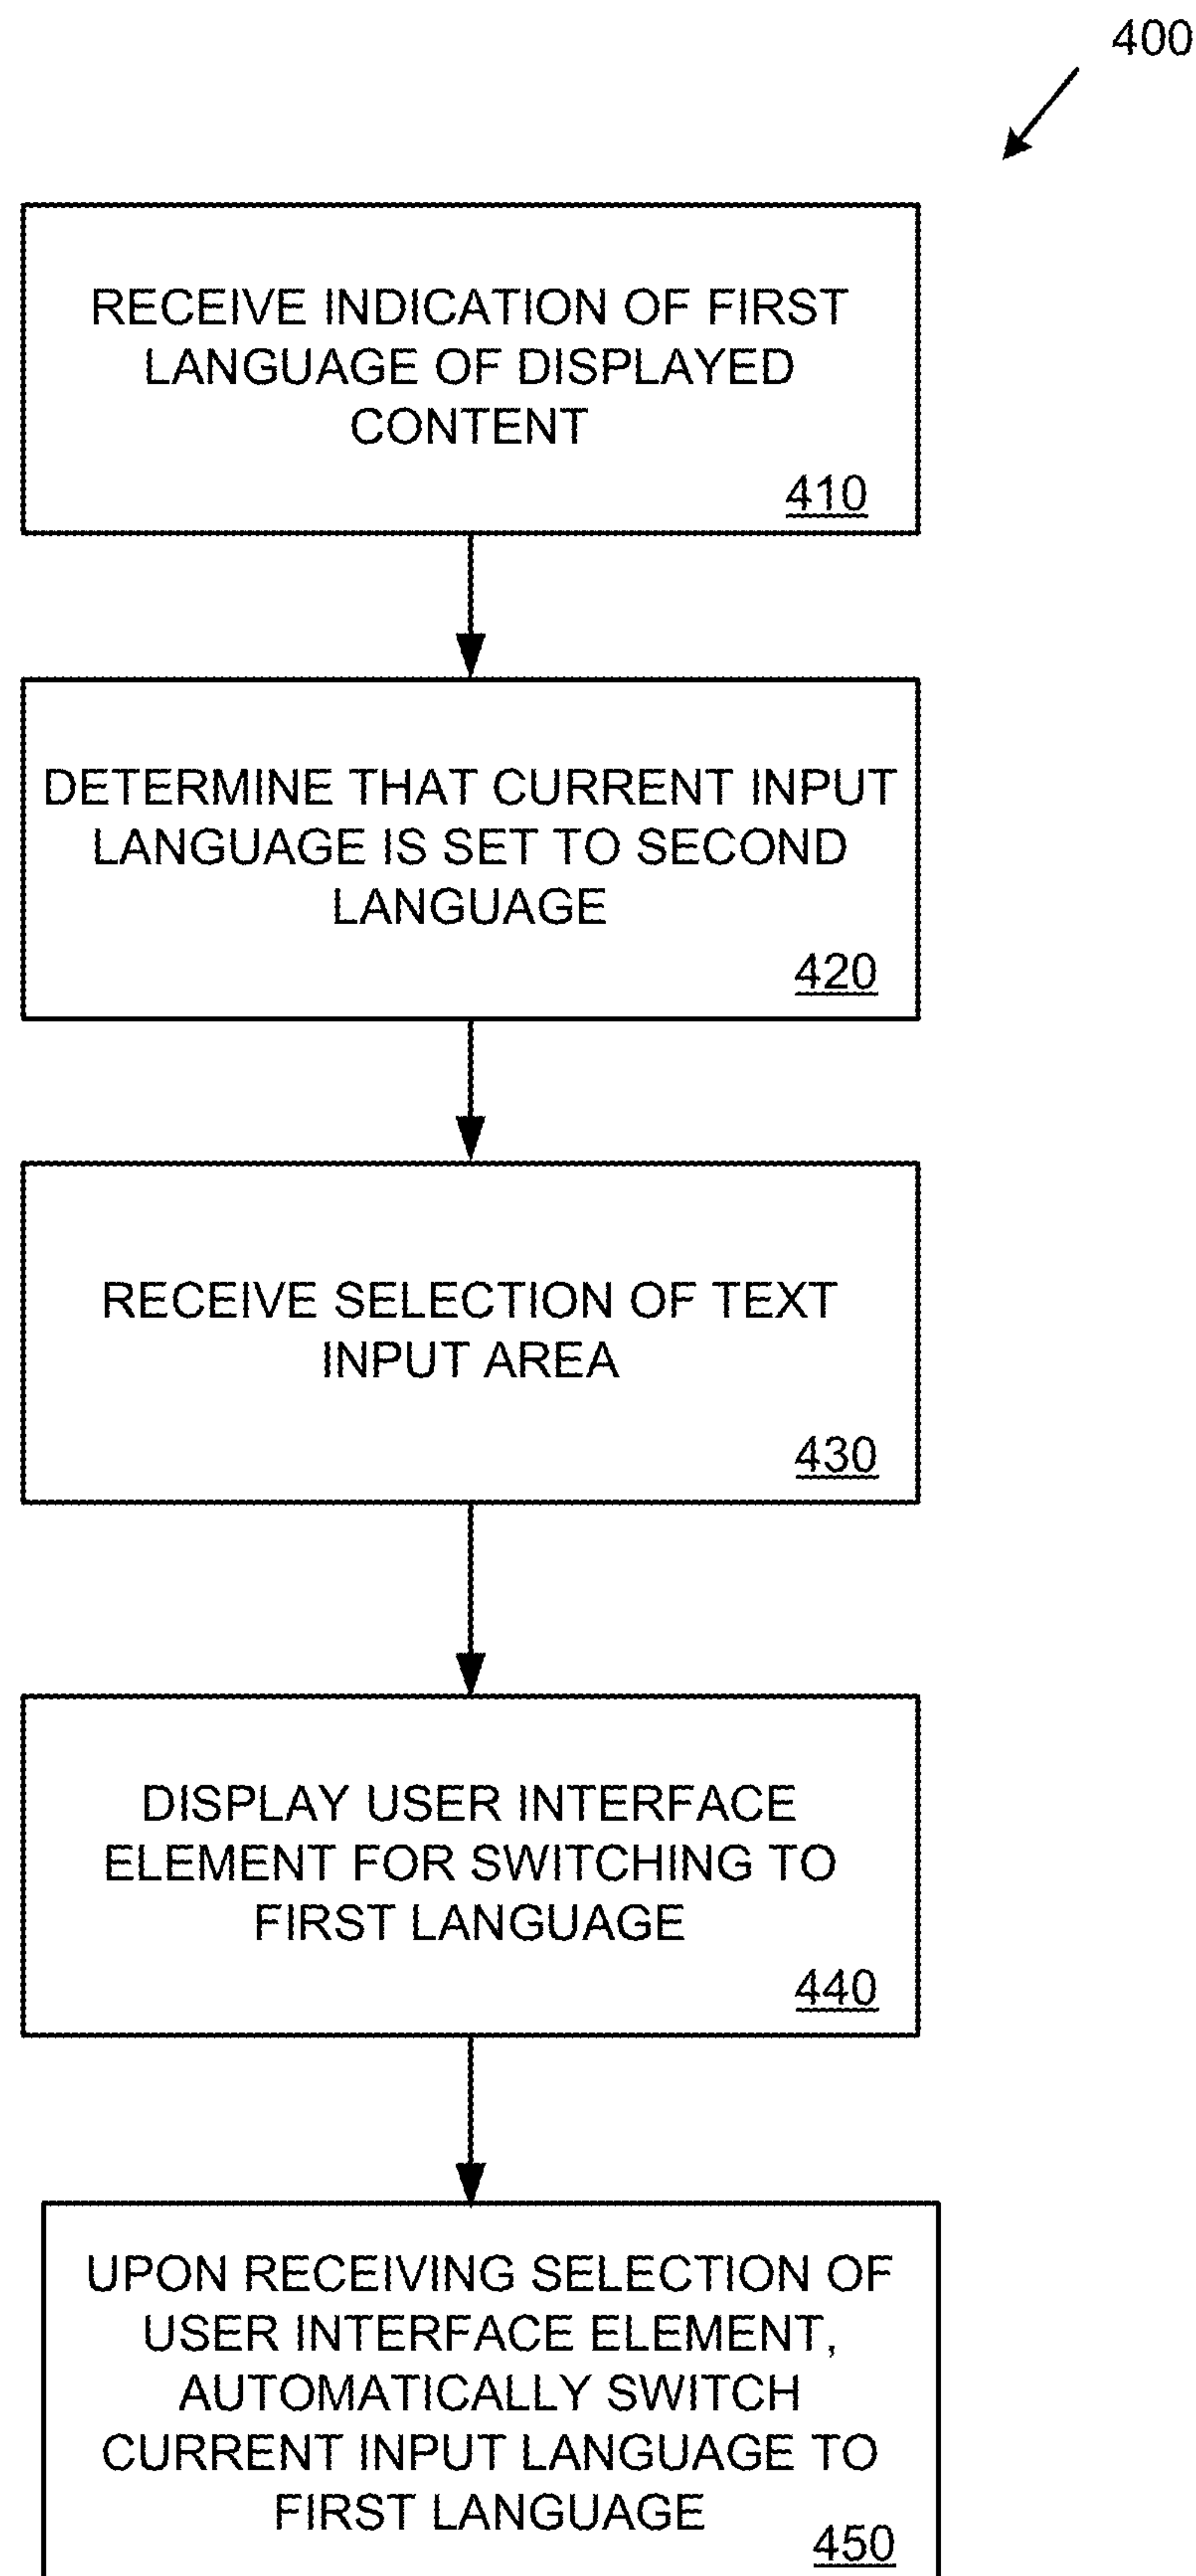 400
RECEIVE INDICATION OF FIRST
LANGUAGE OF DISPLAYED
CONTENT
410
DETERMINE THAT CURRENT INPUT
LANGUAGE IS SET TO SECOND
LANGUAGE
420
RECEIVE SELECTION OF TEXT
INPUT AREA
430
DISPLAY USER INTERFACE
ELEMENT FOR SWITCHING TO
FIRST LANGUAGE
440
UPON RECEIVING SELECTION OF
USER INTERFACE ELEMENT,
AUTOMATICALLY SWITCH
CURRENT INPUT LANGUAGE TO
FIRST LANGUAGE
450